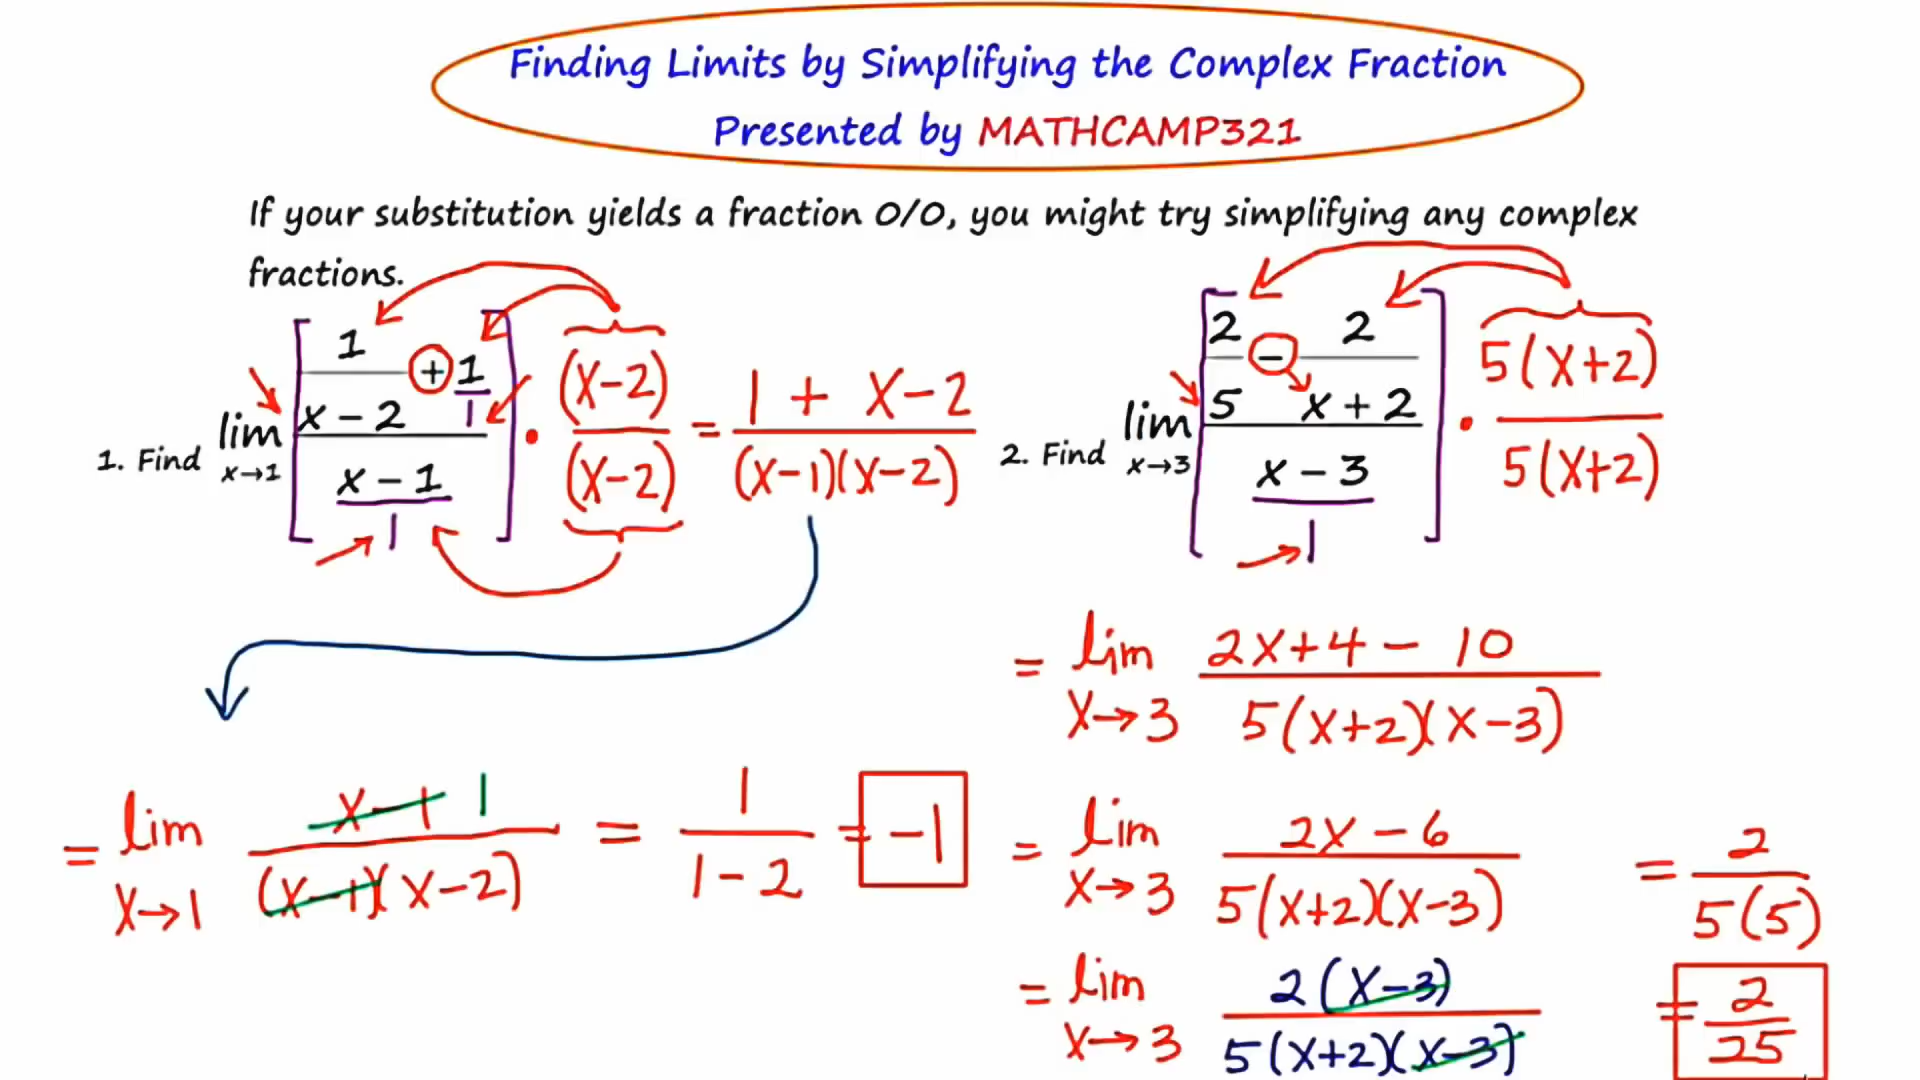 Finding Limits by Simplifying the Complex Fraction
Presented by MATHCAMP321
If your substitution yields a fraction 0/0, you might try simplifying any complex
fractions.
1. Find lim x→1 [ (1/(x – 2) + 1/1) / ((x – 1)/1) ] · (x–2)/(x–2) = (1 + x–2)/((x–1)(x–2))
= lim x→1 (x–1)/((x–1)(x–2)) 1 = 1/(1–2) = –1
2. Find lim x→3 [ (2/5 – 2/(x + 2)) / ((x – 3)/1) ] · 5(x+2)/5(x+2)
= lim x→3 (2x+4 – 10)/(5(x+2)(x–3))
= lim x→3 (2x – 6)/(5(x+2)(x–3))
= lim x→3 2(x–3)/(5(x+2)(x–3))
= 2/(5(5))
= 2/25